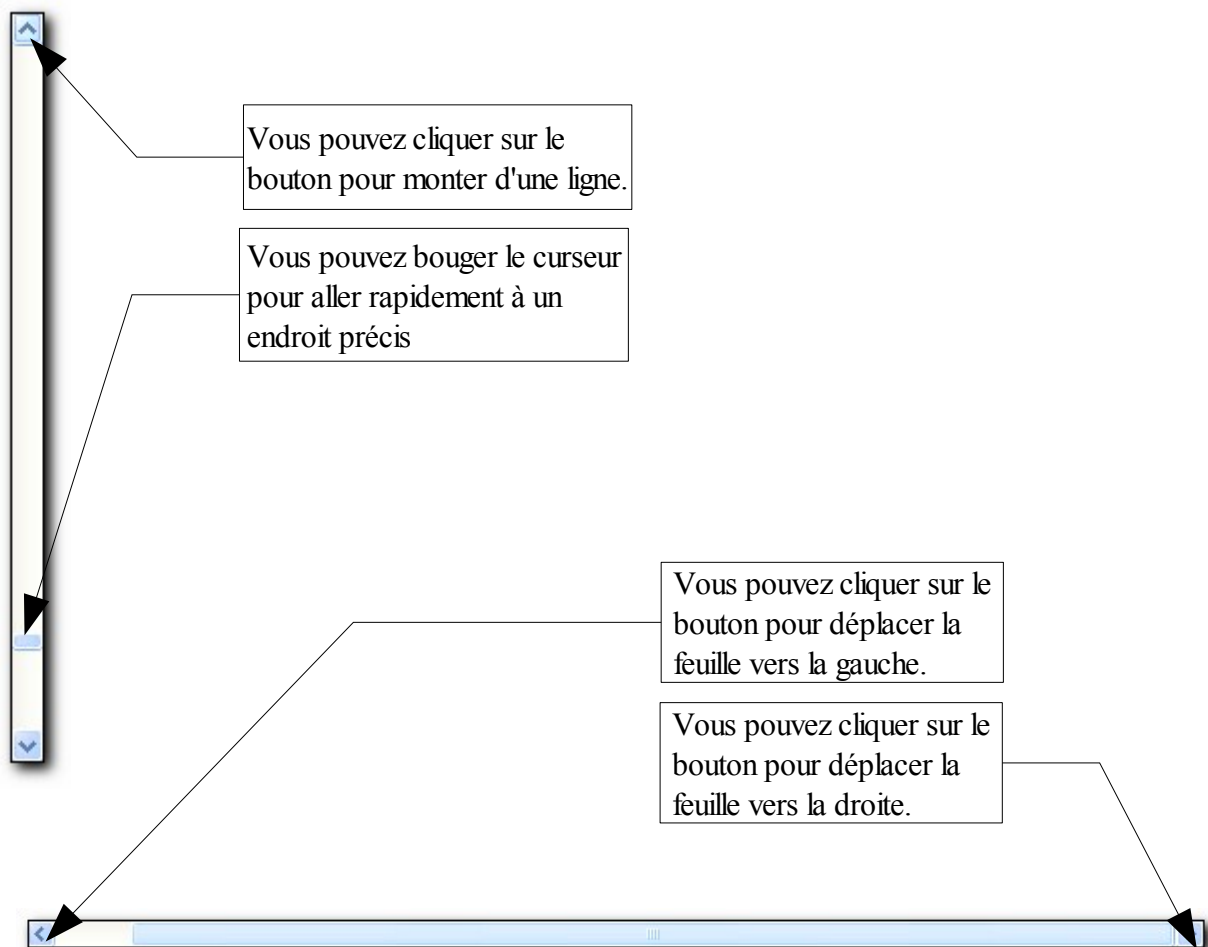 Vous pouvez cliquer sur le
bouton pour monter d'une ligne.
Vous pouvez bouger le curseur
pour aller rapidement à un
endroit précis
Vous pouvez cliquer sur le
bouton pour déplacer la
feuille vers la gauche.
Vous pouvez cliquer sur le
bouton pour déplacer la
feuille vers la droite.